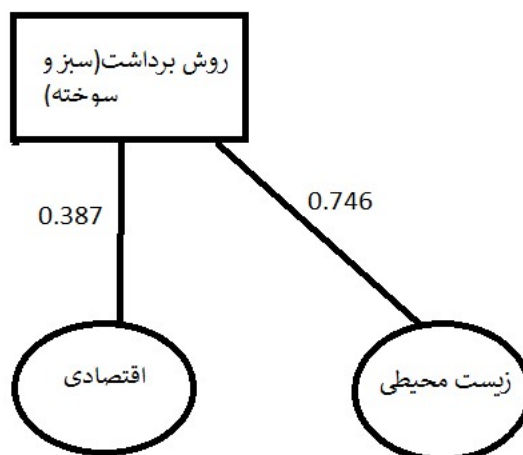 روش برداشت(سبز و
سوخته)
0.387
0.746
اقتصادی
زیست محیطی